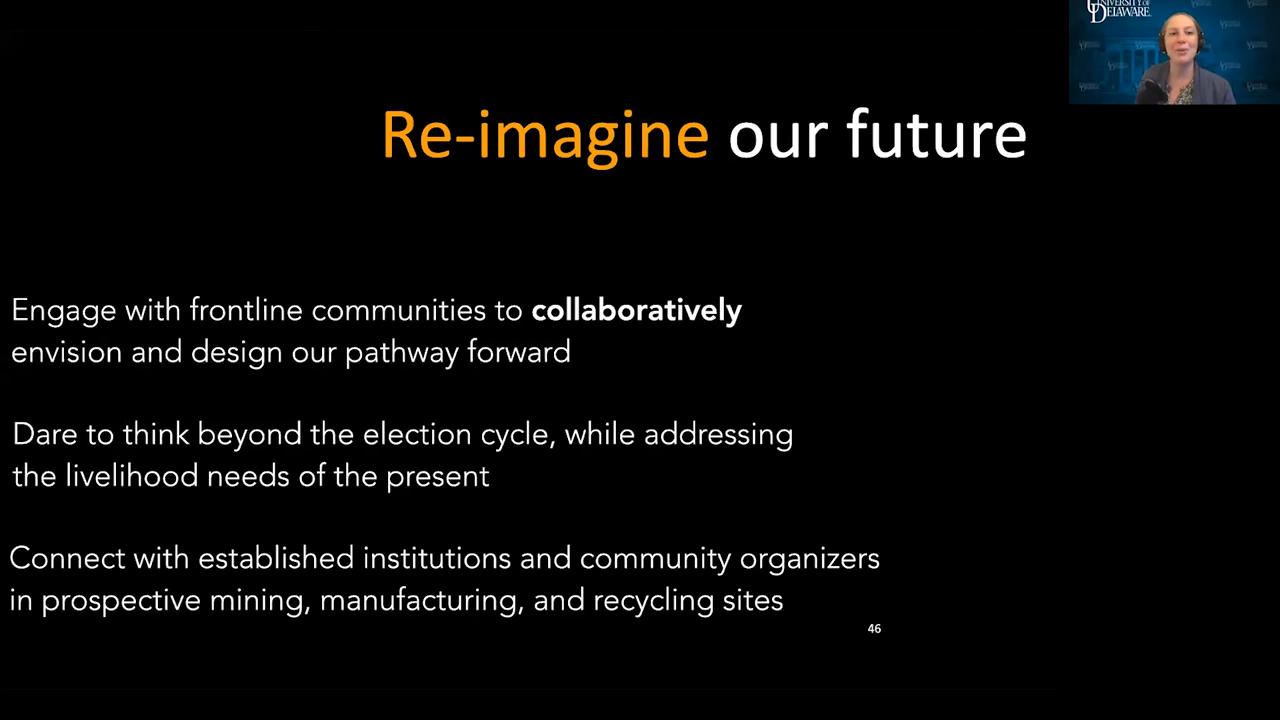 UNIVERSITY OF
DELAWARE.
Re-imagine our future
Engage with frontline communities to collaboratively
envision and design our pathway forward
Dare to think beyond the election cycle, while addressing
the livelihood needs of the present
Connect with established institutions and community organizers
in prospective mining, manufacturing, and recycling sites
46